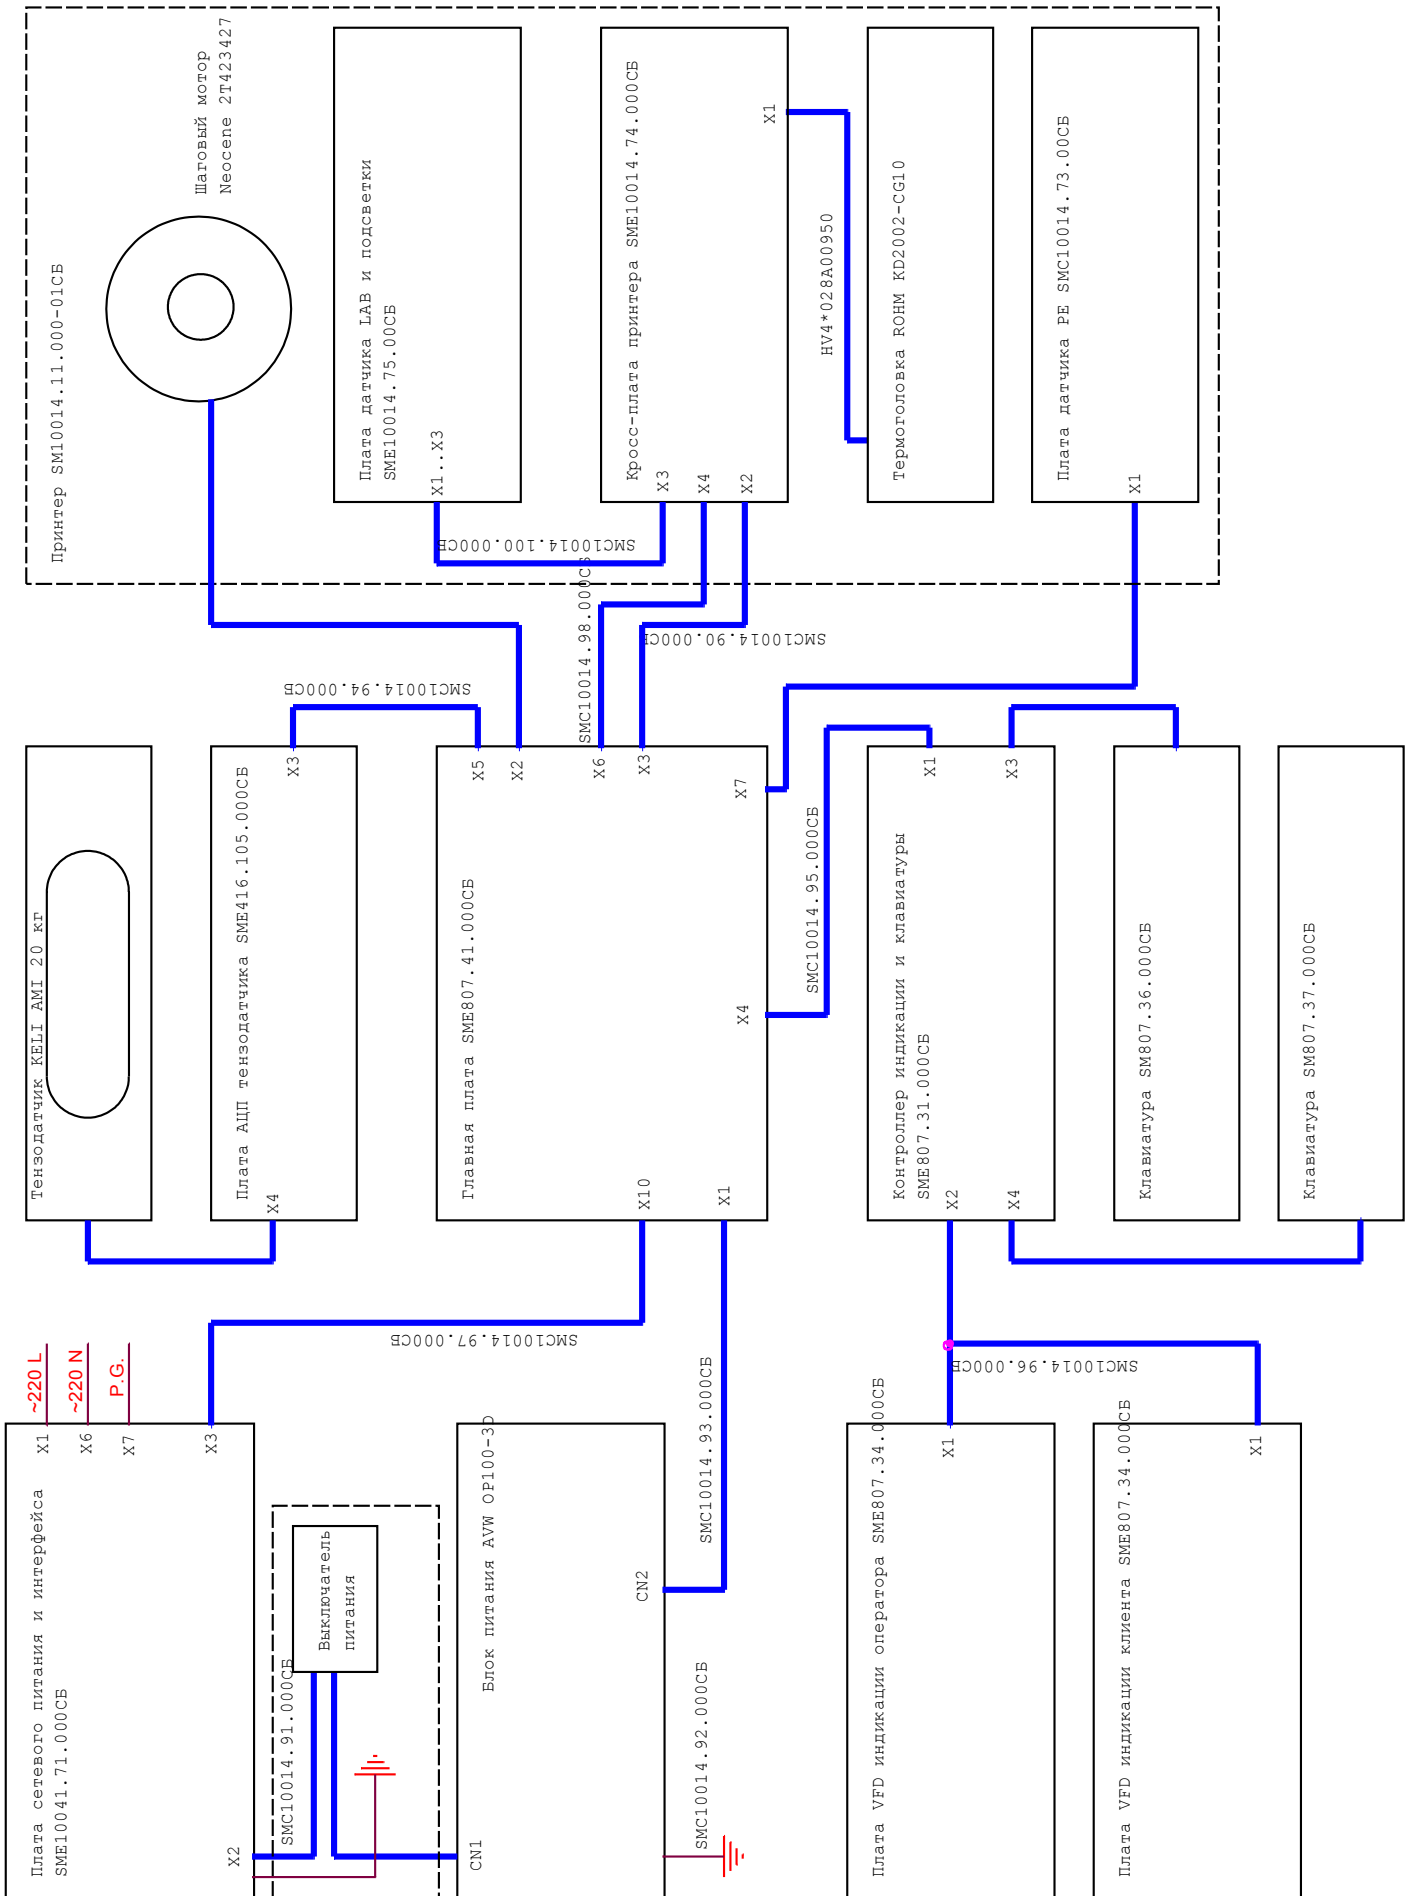 Принтер SM10014.11.000-01СБ
Шаговый мотор
Neocene 2T423427
Плата датчика LAB и подсветки
SME10014.75.00СБ
X1..X3
Кросс-плата принтера SME10014.74.000СБ
X1
X3
X4
X2
HV4*028A00950
Термоголовка ROHM KD2002-CG10
Плата датчика PE SMC10014.73.00СБ
X1
SMC10014.100.000СБ
SMC10014.98.000СБ
SMC10014.90.000СБ
SMC10014.94.000СБ
Тензодатчик KELI AMI 20 кг
Плата АЦП тензодатчика SME416.105.000СБ
X3
X4
Главная плата SME807.41.000СБ
X5
X2
X6
X3
X7
X4
X10
X1
SMC10014.95.000СБ
Контроллер индикации и клавиатуры
SME807.31.000СБ
X1
X3
X2
X4
Клавиатура SM807.36.000СБ
Клавиатура SM807.37.000СБ
SMC10014.97.000СБ
SMC10014.93.000СБ
SMC10014.96.000СБ
~220 L
~220 N
P.G.
X1
X6
X7
X3
Плата сетевого питания и интерфейса
SME10041.71.000СБ
X2
Выключатель
питания
SMC10014.91.000СБ
Блок питания AVW OP100-3D
CN2
CN1
SMC10014.92.000СБ
Плата VFD индикации оператора SME807.34.000СБ
X1
Плата VFD индикации клиента SME807.34.000СБ
X1